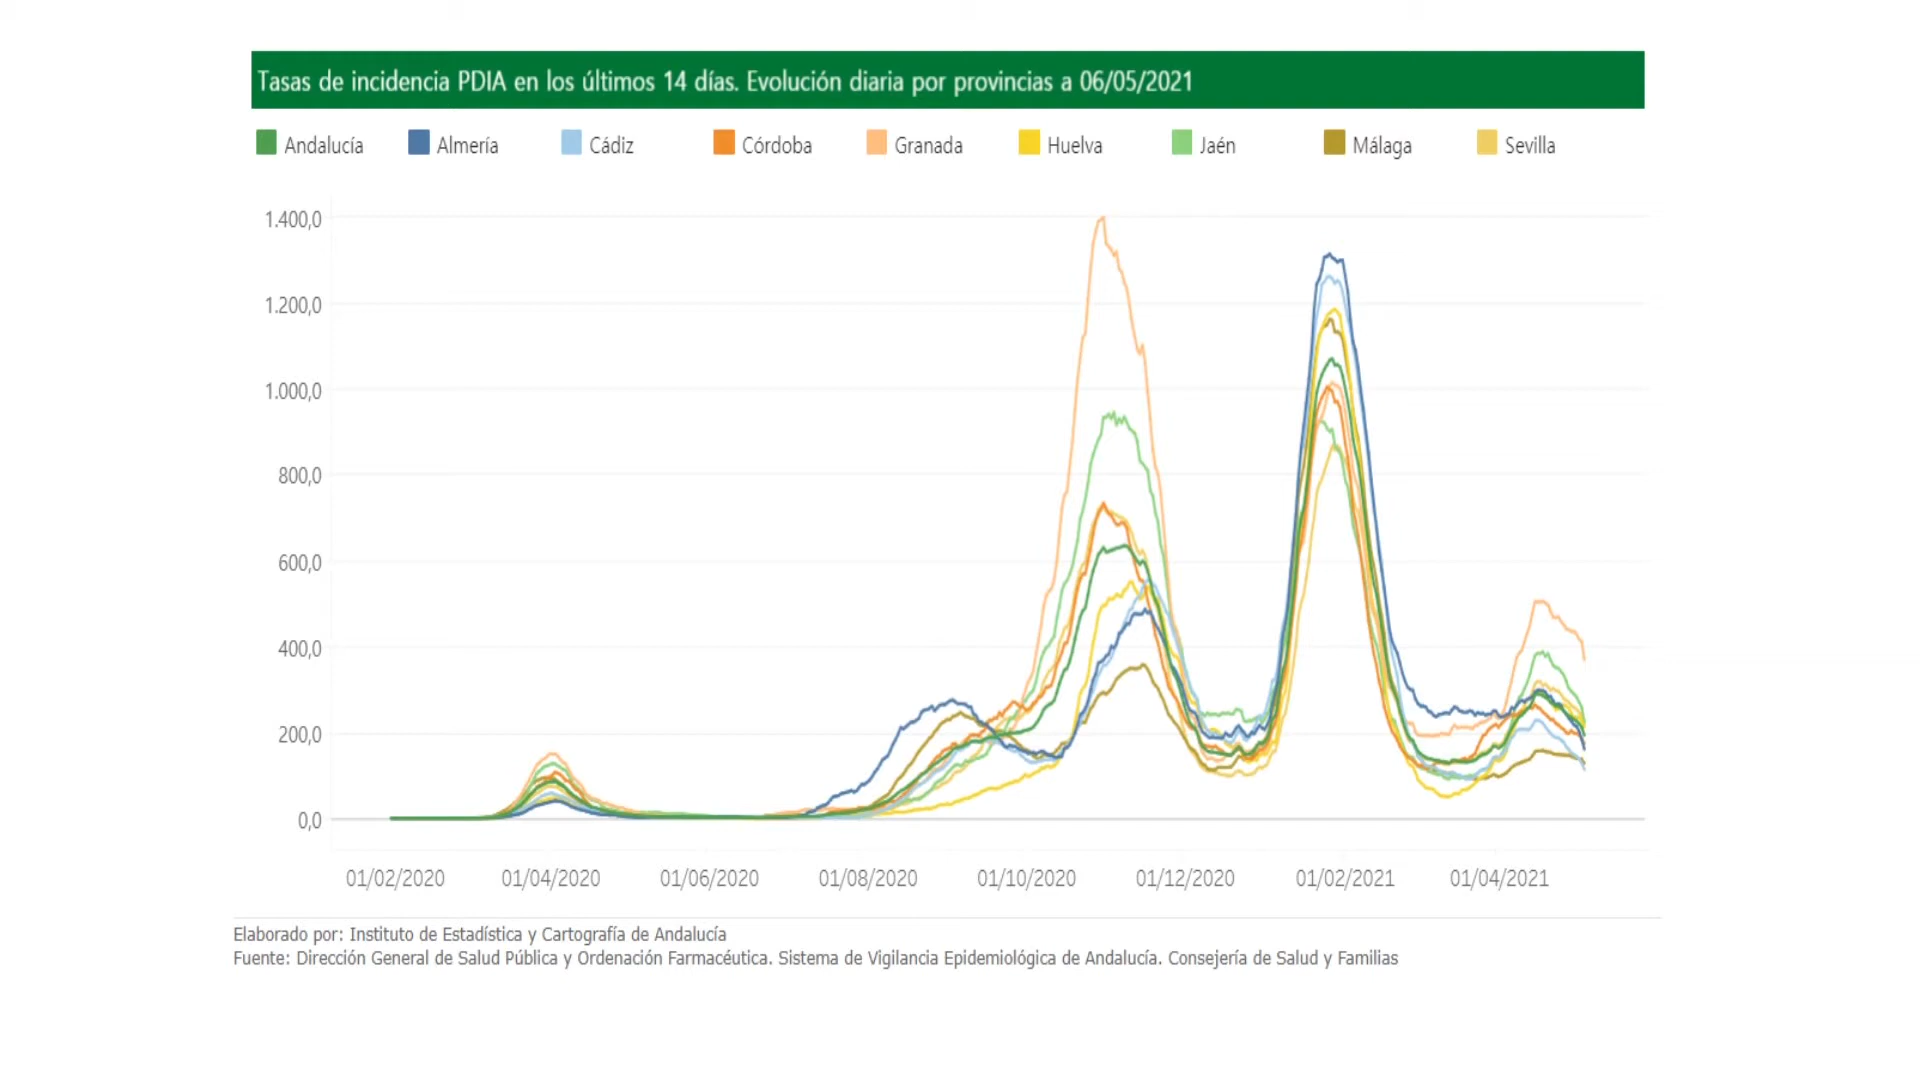 Tasas de incidencia PDIA en los últimos 14 días. Evolución diaria por provincias a 06/05/2021
Andalucía Almería Cádiz Córdoba Granada Huelva Jaén Málaga Sevilla
1.400,0
1.200,0
1.000,0
800,0
600,0
400,0
200,0
0,0
01/02/2020 01/04/2020 01/06/2020 01/08/2020 01/10/2020 01/12/2020 01/02/2021 01/04/2021
Elaborado por: Instituto de Estadística y Cartografía de Andalucía
Fuente: Dirección General de Salud Pública y Ordenación Farmacéutica. Sistema de Vigilancia Epidemiológica de Andalucía. Consejería de Salud y Familias